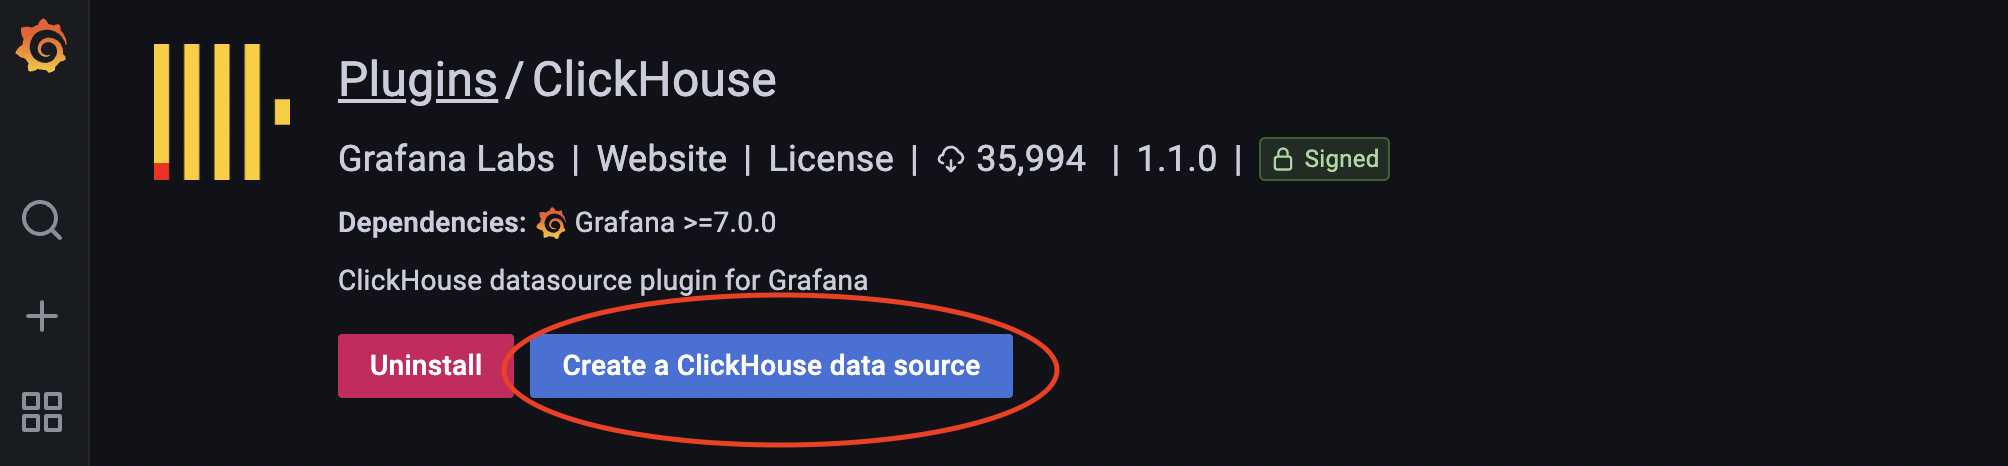 Plugins / ClickHouse
Grafana Labs | Website | License | 35,994 | 1.1.0 | Signed
Dependencies: Grafana >=7.0.0
ClickHouse datasource plugin for Grafana
Uninstall Create a ClickHouse data source